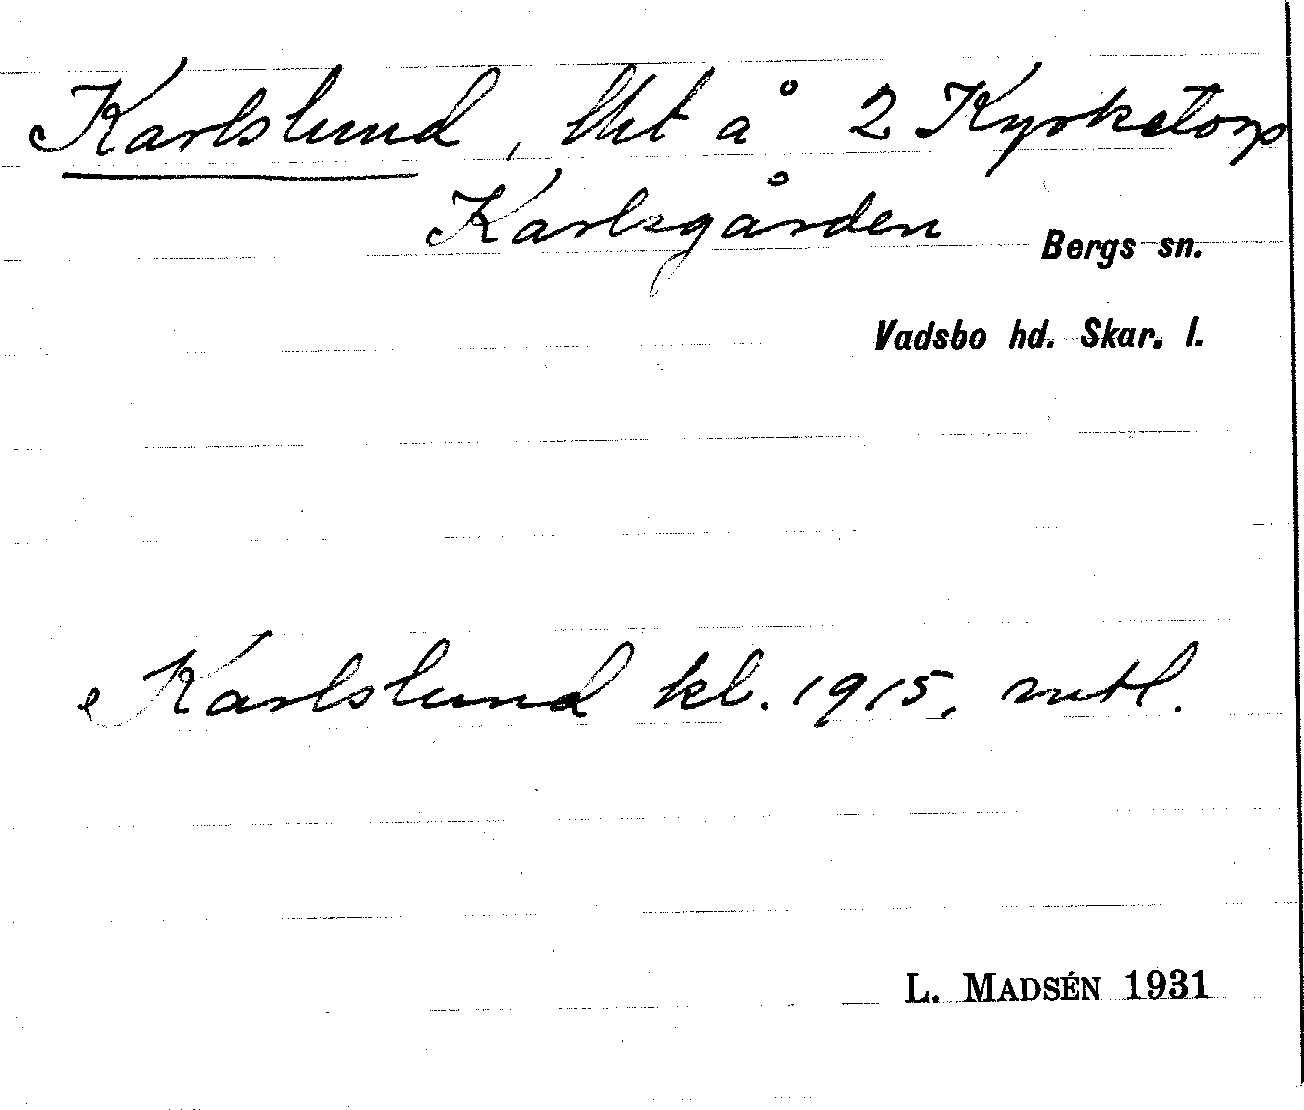 Karlslund, lht å 2 Kyrketorp
Karlsgården
Bergs sn.
Vadsbo hd. Skar. l.
Karlslund kl. 1915, mtl.
L. MADSÉN 1931